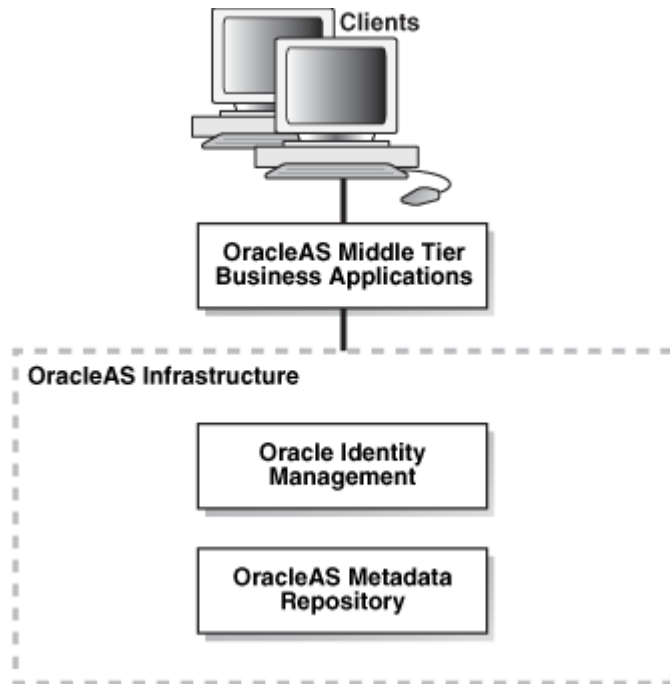 Clients
OracleAS Middle Tier
Business Applications
OracleAS Infrastructure
Oracle Identity
Management
OracleAS Metadata
Repository